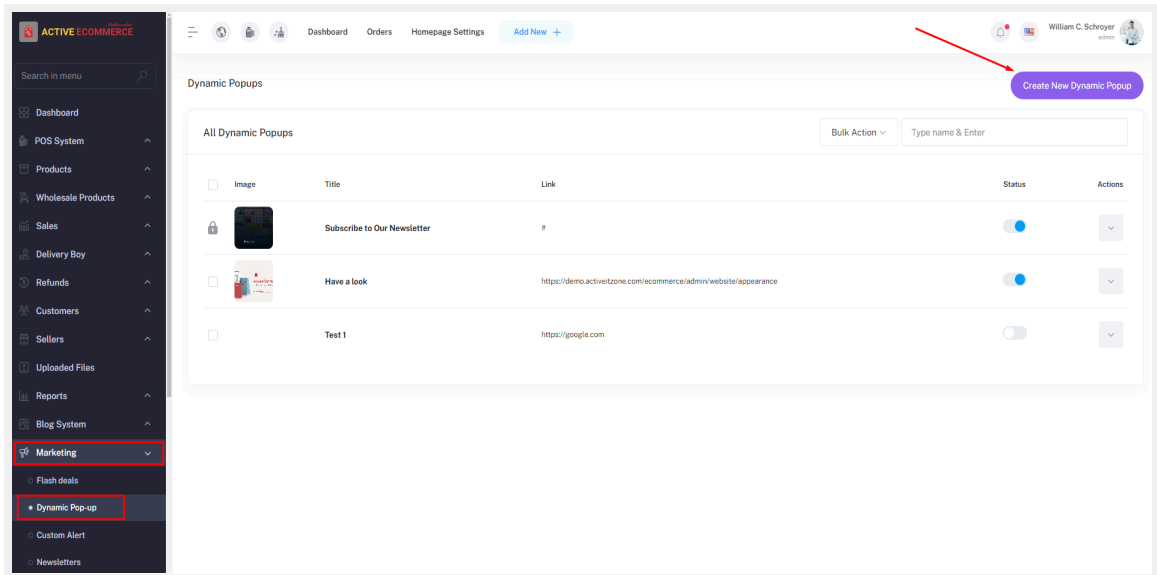 ACTIVE ECOMMERCE
Dashboard Orders Homepage Settings Add New +
William C. Schroyer
admin
Search in menu
Dynamic Popups
Create New Dynamic Popup
Dashboard
POS System
Products
Wholesale Products
Sales
Delivery Boy
Refunds
Customers
Sellers
Uploaded Files
Reports
Blog System
Marketing
Flash deals
Dynamic Pop-up
Custom Alert
Newsletters
All Dynamic Popups
Bulk Action
Type name & Enter
Image Title Link Status Actions
Subscribe to Our Newsletter #
Have a look https://demo.activeitzone.com/ecommerce/admin/website/appearance
Test 1 https://google.com